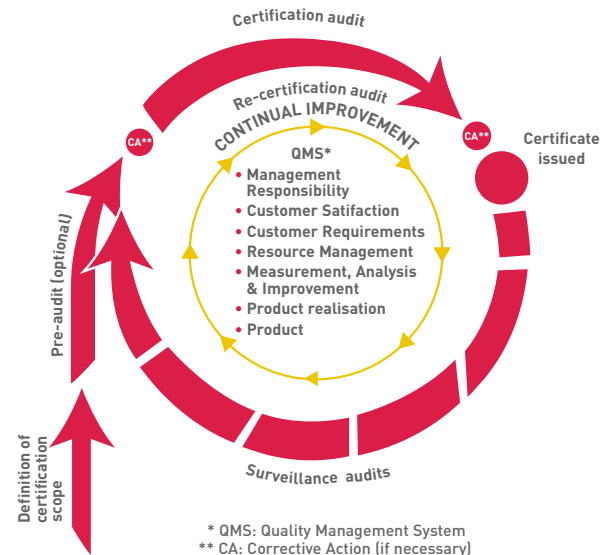 Certification audit
Re-certification audit
CONTINUAL IMPROVEMENT
CA**
CA**
Certificate
issued
QMS*
• Management
Responsibility
• Customer Satifaction
• Customer Requirements
• Resource Management
• Measurement, Analysis
& Improvement
• Product realisation
• Product
Pre-audit (optional)
Definition of
certification
scope
Surveillance audits
* QMS: Quality Management System
** CA: Corrective Action (if necessary)